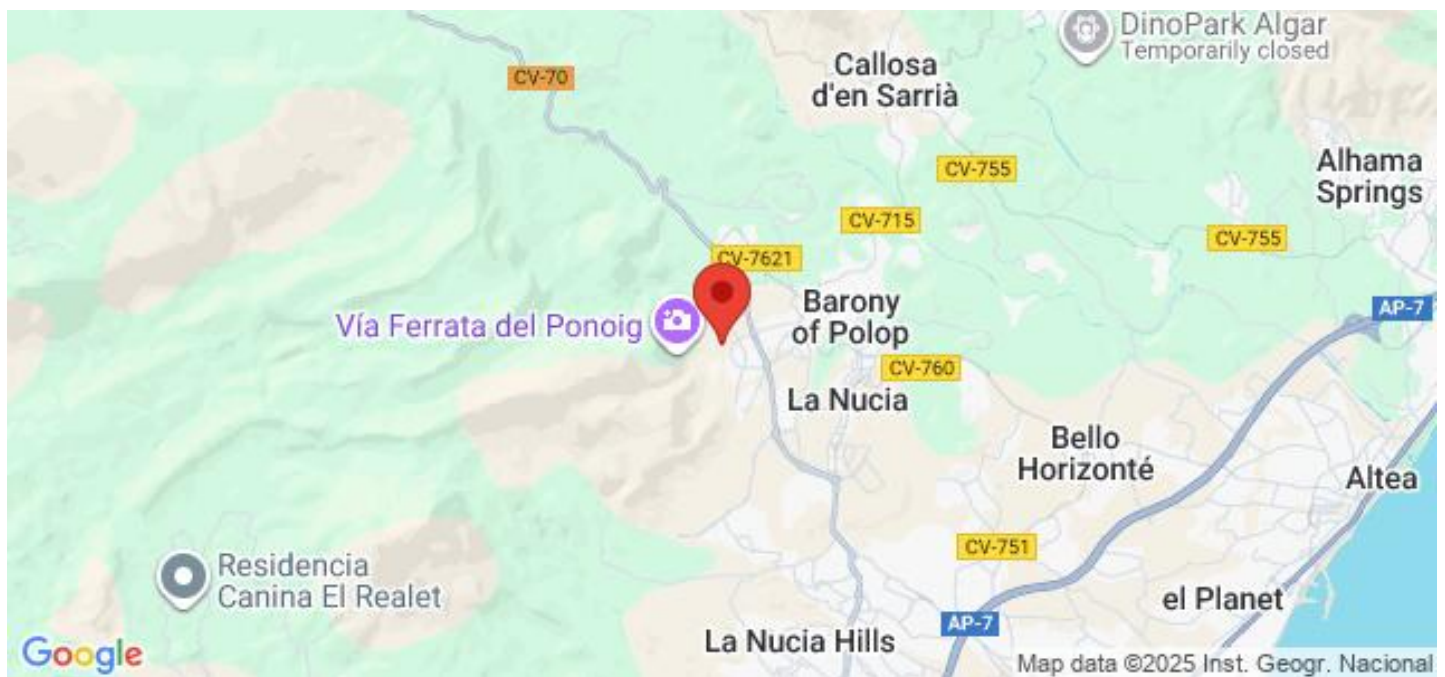 DinoPark Algar
Temporarily closed
Callosa
d'en Sarrià
CV-70
CV-755
Alhama
Springs
CV-715
CV-755
CV-7621
Barony
of Polop
AP-7
Vía Ferrata del Ponoig
CV-760
La Nucia
Bello
Horizonté
Altea
CV-751
Residencia
Canina El Realet
el Planet
AP-7
La Nucia Hills
Google
Map data ©2025 Inst. Geogr. Nacional